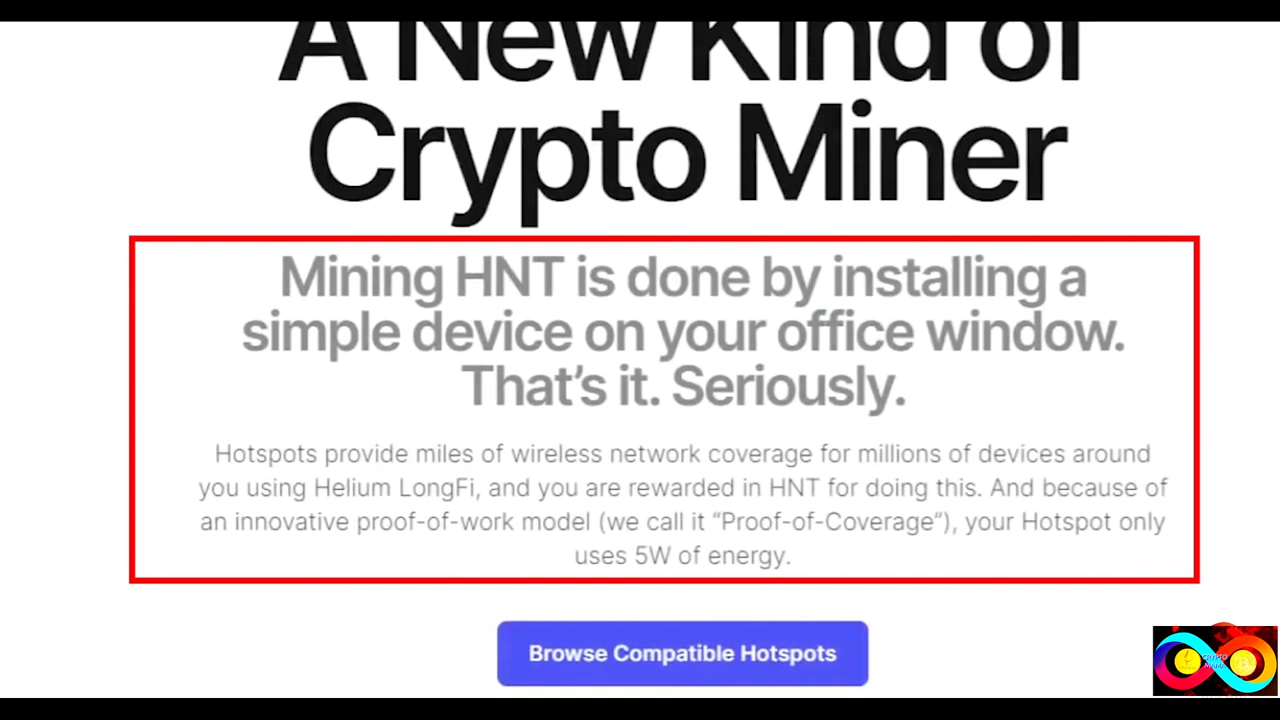 A New Kind of
Crypto Miner
Mining HNT is done by installing a
simple device on your office window.
That’s it. Seriously.
Hotspots provide miles of wireless network coverage for millions of devices around
you using Helium LongFi, and you are rewarded in HNT for doing this. And because of
an innovative proof-of-work model (we call it “Proof-of-Coverage”), your Hotspot only
uses 5W of energy.
Browse Compatible Hotspots
CRYPTO